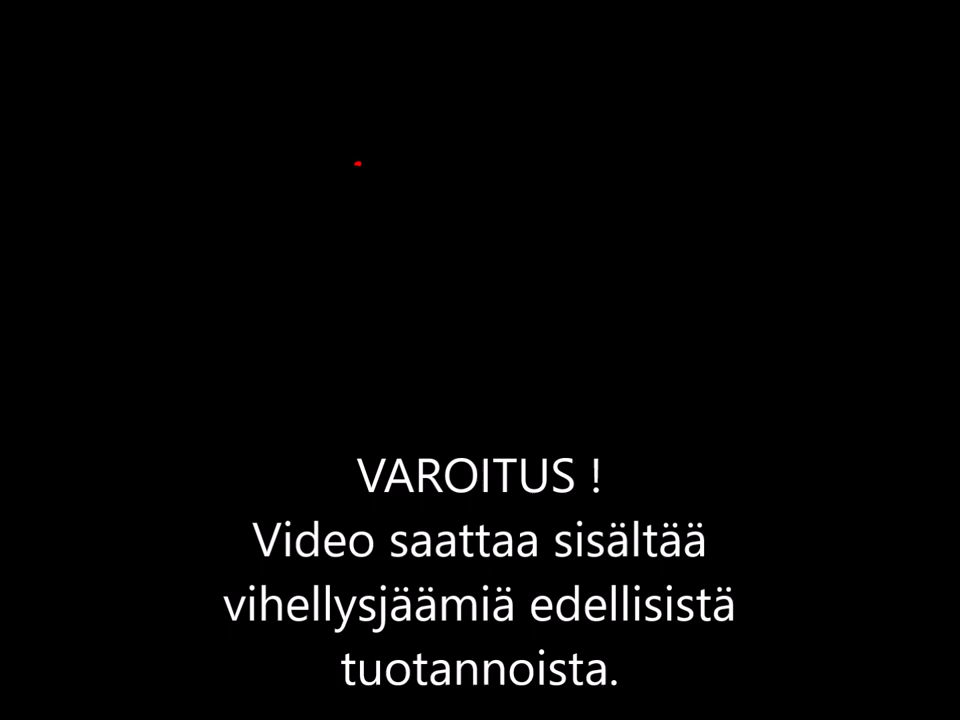 VAROITUS !
Video saattaa sisältää
vihellysjäämiä edellisistä
tuotannoista.